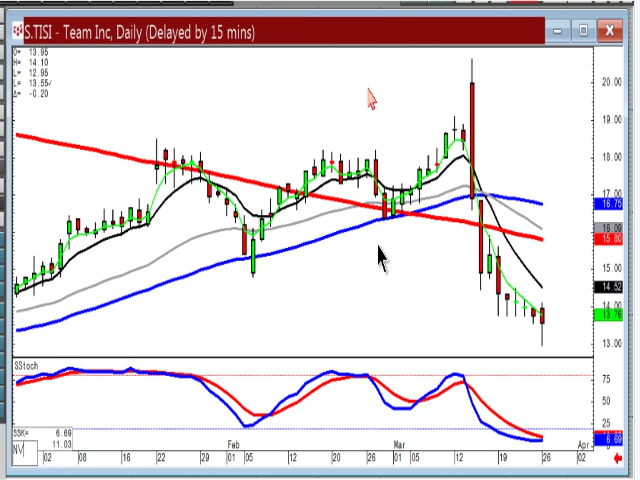 S.TISI - Team Inc, Daily (Delayed by 15 mins)
O= 13.95
H= 14.10
L= 12.95
L= 13.55
Δ= -0.20
20.00
19.00
18.00
17.00
16.75
16.09
15.80
15.00
14.52
14.00
13.76
13.00
SStoch
75
50
25
6.69
SSK= 6.69
11.03
NV
02 08 16 22 29 Feb 01 05 12 20 26 Mar 01 05 12 19 26 Apr 02